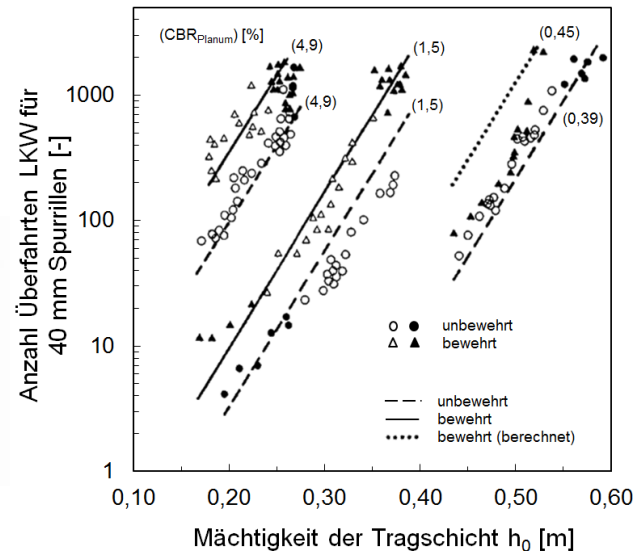 (CBRPlanum) [%]
(4,9)
(4,9)
(1,5)
(1,5)
(0,45)
(0,39)
Anzahl Überfahrten LKW für
40 mm Spurrillen [-]
1000
100
10
1
unbewehrt
bewehrt
unbewehrt
bewehrt
bewehrt (berechnet)
0,10 0,20 0,30 0,40 0,50 0,60
Mächtigkeit der Tragschicht h0 [m]